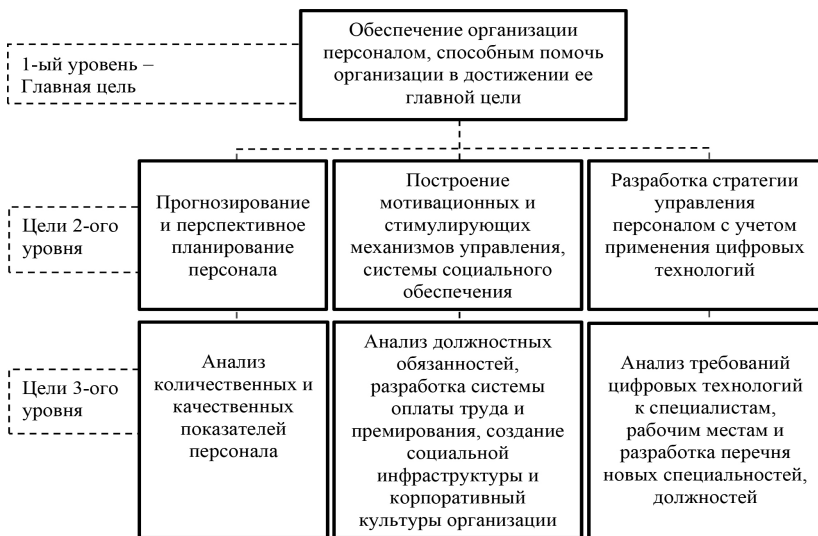 1-ый уровень –
Главная цель
Обеспечение организации
персоналом, способным помочь
организации в достижении ее
главной цели
Цели 2-ого
уровня
Прогнозирование
и перспективное
планирование
персонала
Построение
мотивационных и
стимулирующих
механизмов управления,
системы социального
обеспечения
Разработка стратегии
управления
персоналом с учетом
применения цифровых
технологий
Цели 3-ого
уровня
Анализ
количественных и
качественных
показателей
персонала
Анализ должностных
обязанностей,
разработка системы
оплаты труда и
премирования, создание
социальной
инфраструктуры и
корпоративный
культуры организации
Анализ требований
цифровых технологий
к специалистам,
рабочим местам и
разработка перечня
новых специальностей,
должностей